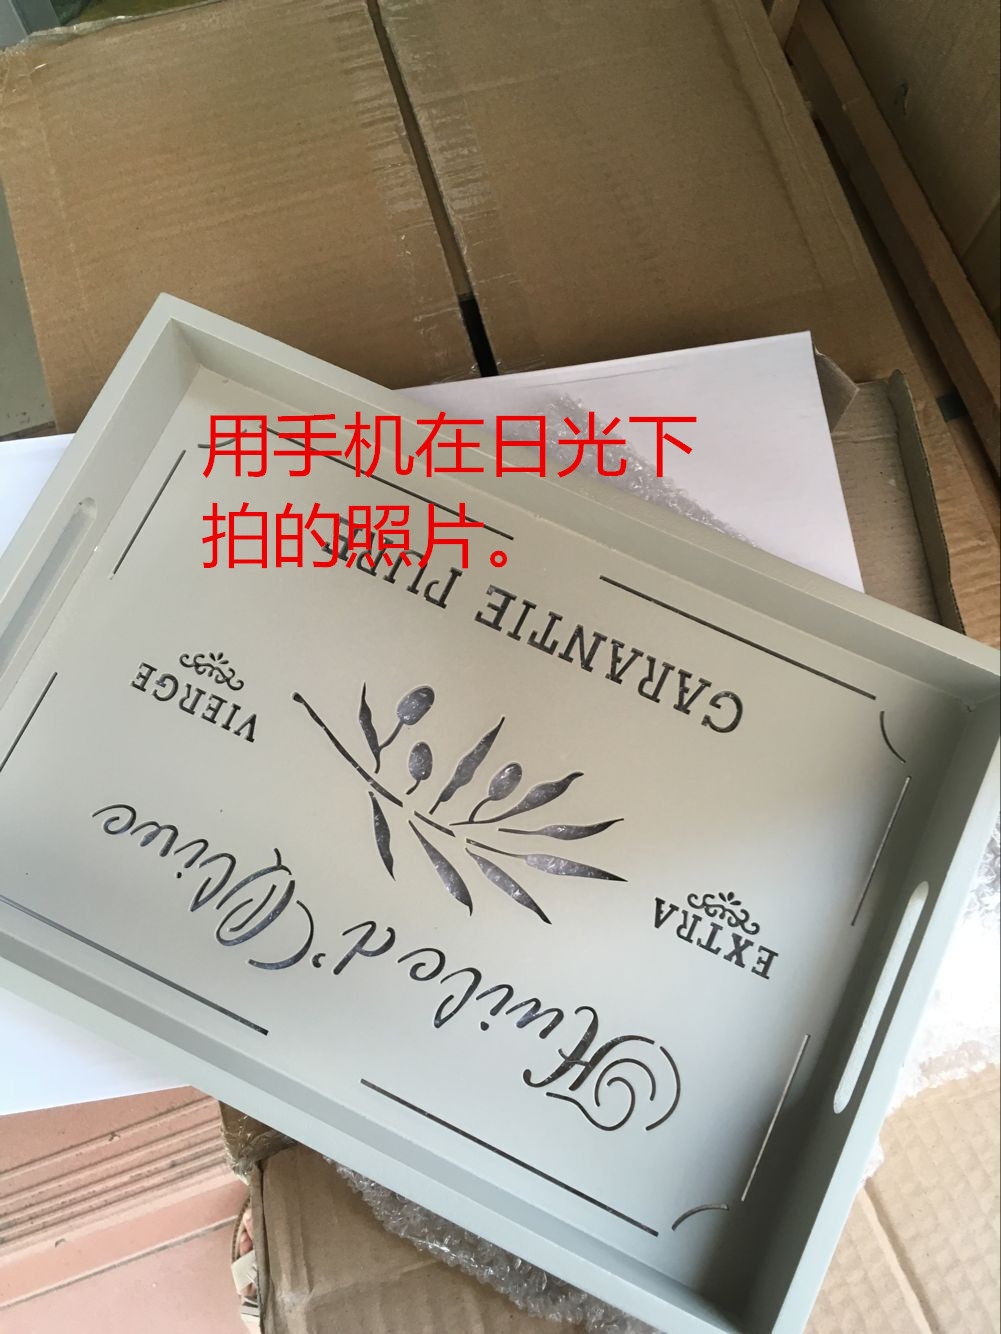 用手机在日光下
拍的照片。
GARANTIE PURE
VIERGE
EXTRA
Huile d'Olive